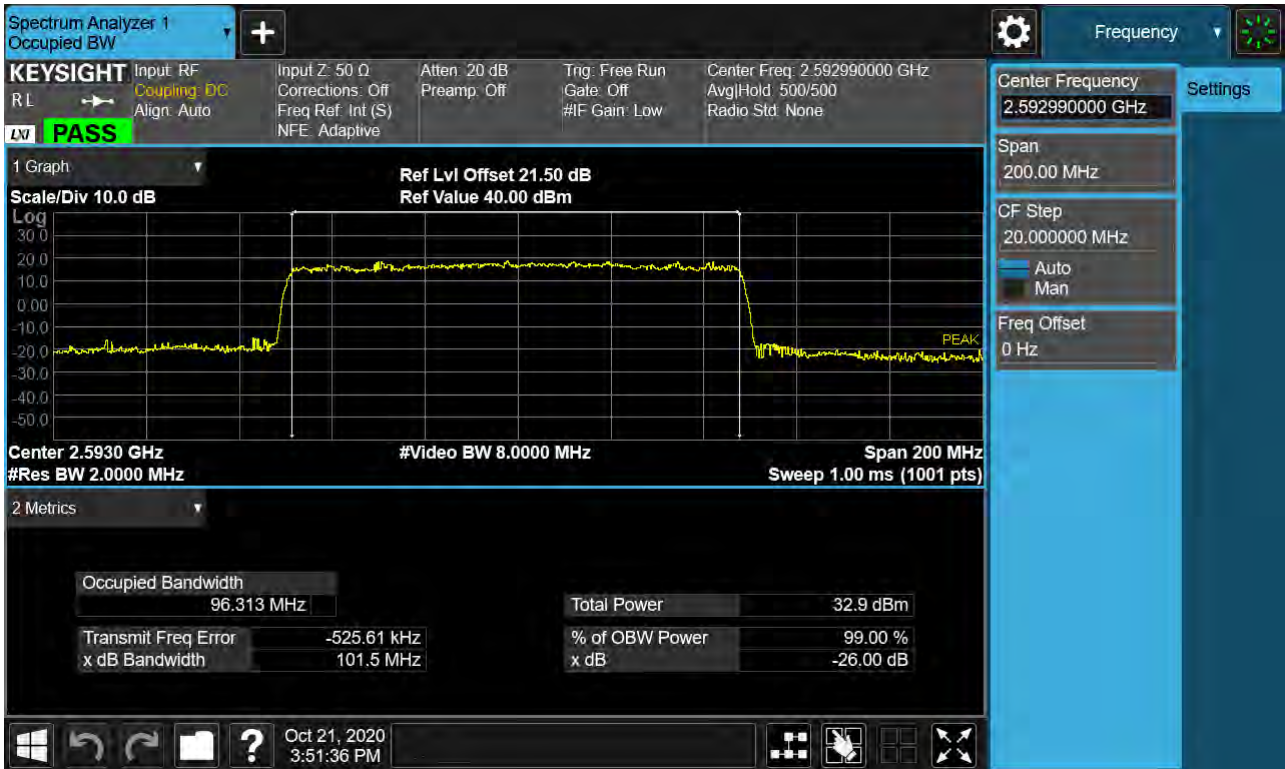 Spectrum Analyzer 1
Occupied BW
+
Frequency
KEYSIGHT
R L
LXI
PASS
Input: RF
Coupling: DC
Align: Auto
Input Z: 50 Ω
Corrections: Off
Freq Ref: Int (S)
NFE: Adaptive
Atten: 20 dB
Preamp: Off
Trig: Free Run
Gate: Off
#IF Gain: Low
Center Freq: 2.592990000 GHz
Avg|Hold: 500/500
Radio Std: None
Center Frequency
2.592990000 GHz
Settings
Span
200.00 MHz
CF Step
20.000000 MHz
Auto
Man
Freq Offset
0 Hz
1 Graph
Scale/Div 10.0 dB
Ref Lvl Offset 21.50 dB
Ref Value 40.00 dBm
Log
30.0
20.0
10.0
0.00
-10.0
-20.0
-30.0
-40.0
-50.0
PEAK
Center 2.5930 GHz
#Video BW 8.0000 MHz
Span 200 MHz
#Res BW 2.0000 MHz
Sweep 1.00 ms (1001 pts)
2 Metrics
Occupied Bandwidth
96.313 MHz
Total Power 32.9 dBm
Transmit Freq Error -525.61 kHz
% of OBW Power 99.00 %
x dB Bandwidth 101.5 MHz
x dB -26.00 dB
?
Oct 21, 2020
3:51:36 PM